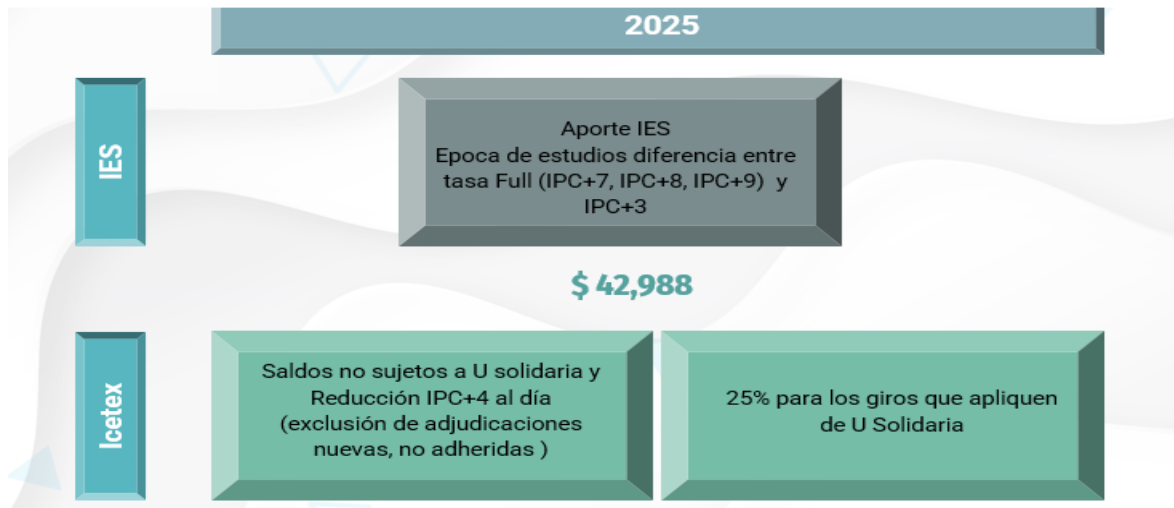 2025
IES
Aporte IES
Epoca de estudios diferencia entre
tasa Full (IPC+7, IPC+8, IPC+9) y
IPC+3
$ 42,988
Icetex
Saldos no sujetos a U solidaria y
Reducción IPC+4 al día
(exclusión de adjudicaciones
nuevas, no adheridas )
25% para los giros que apliquen
de U Solidaria